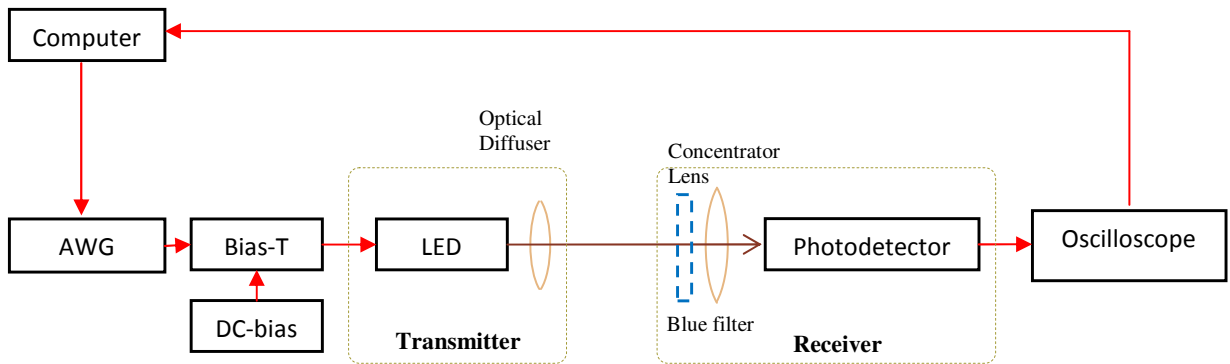 Computer
Optical
Diffuser
Concentrator
Lens
AWG
Bias-T
LED
Photodetector
Oscilloscope
DC-bias
Transmitter
Blue filter
Receiver